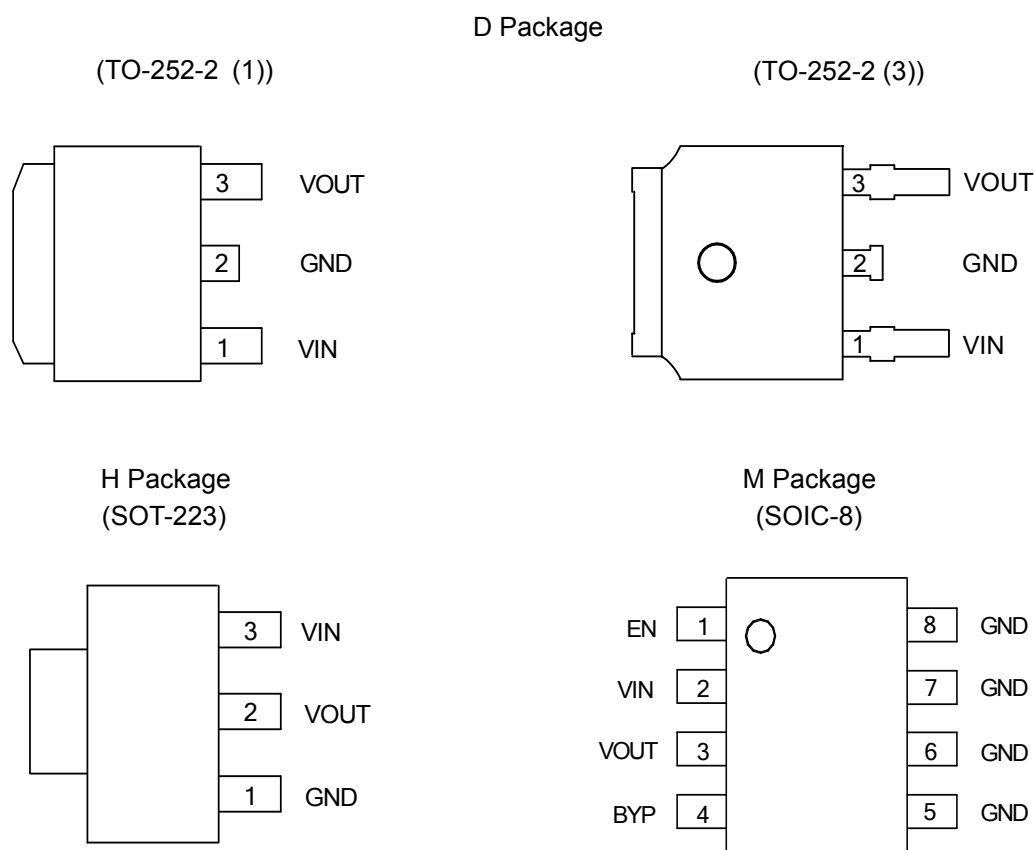 D Package
(TO-252-2 (1))
3 VOUT
2 GND
1 VIN
(TO-252-2 (3))
3 VOUT
2 GND
1 VIN
H Package
(SOT-223)
3 VIN
2 VOUT
1 GND
M Package
(SOIC-8)
EN 1 8 GND
VIN 2 7 GND
VOUT 3 6 GND
BYP 4 5 GND